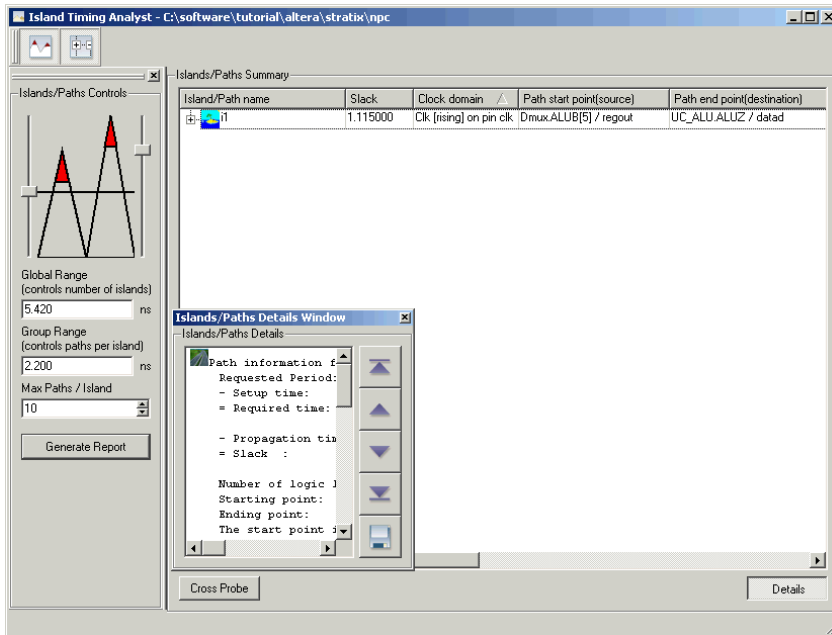 Island Timing Analyst - C:\software\tutorial\altera\stratix\npc
Islands/Paths Controls
Global Range
(controls number of islands)
5.420 ns
Group Range
(controls paths per island)
2.200 ns
Max Paths / Island
10
Generate Report
Islands/Paths Summary
Island/Path name Slack Clock domain Path start point(source) Path end point(destination)
i1 1.115000 Clk [rising] on pin clk Dmux.ALUB[5] / regout UC_ALU.ALUZ / datad
Islands/Paths Details Window
Islands/Paths Details
Path information f
Requested Period:
- Setup time:
= Required time:
- Propagation tim
= Slack :
Number of logic l
Starting point:
Ending point:
The start point i
Cross Probe
Details